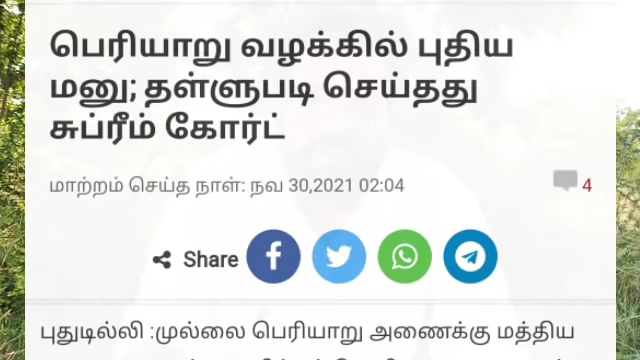 பெரியாறு வழக்கில் புதிய
மனு; தள்ளுபடி செய்தது
சுப்ரீம் கோர்ட்
மாற்றம் செய்த நாள்: நவ 30,2021 02:04
4
Share
புதுடில்லி :முல்லை பெரியாறு அணைக்கு மத்திய